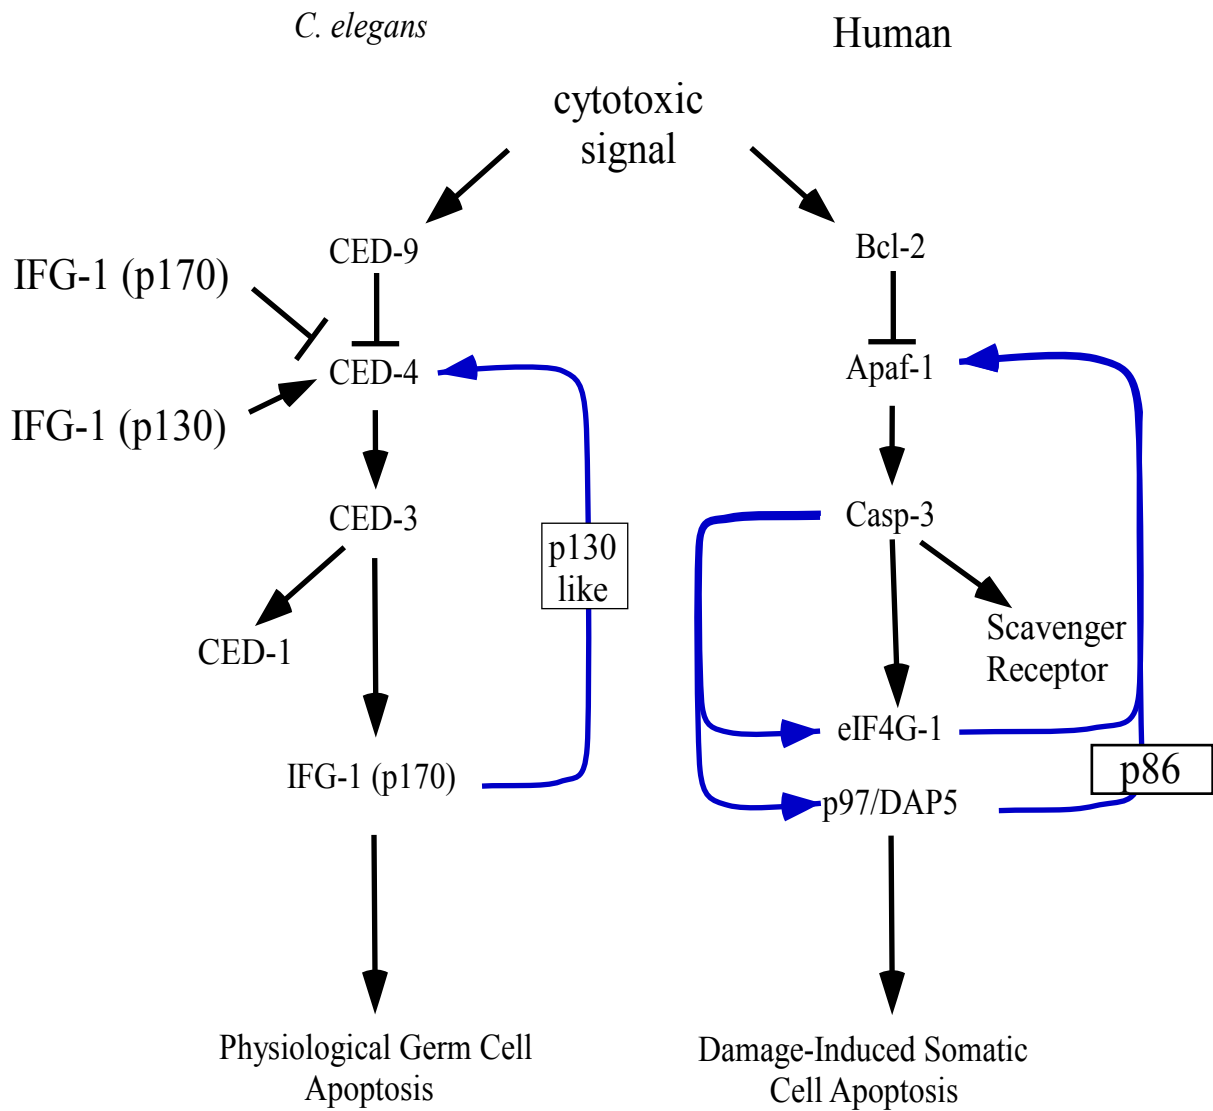 C. elegans
Human
cytotoxic
signal
CED-9
Bcl-2
IFG-1 (p170)
CED-4
Apaf-1
IFG-1 (p130)
CED-3
Casp-3
p130
like
CED-1
Scavenger
Receptor
eIF4G-1
IFG-1 (p170)
p86
p97/DAP5
Physiological Germ Cell
Apoptosis
Damage-Induced Somatic
Cell Apoptosis